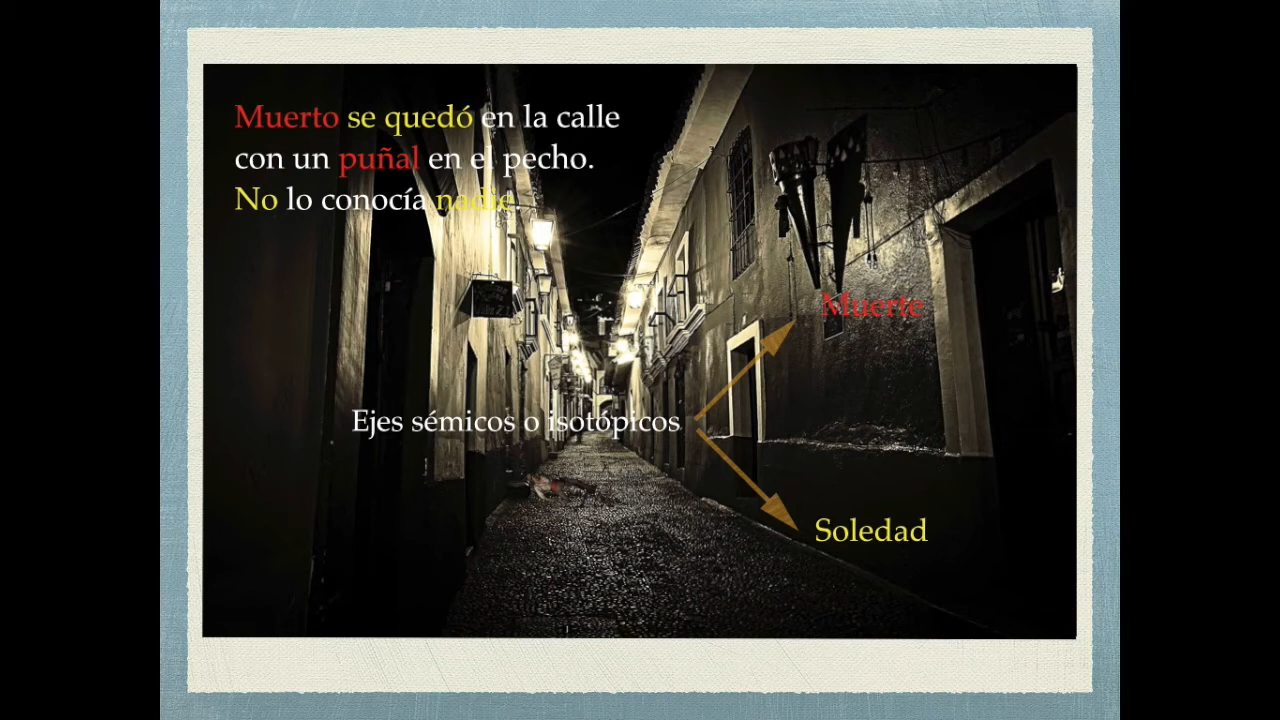 Muerto se quedó en la calle
con un puñal en el pecho.
No lo conocía nadie.
Muerte
Ejes sémicos o isotópicos
Soledad